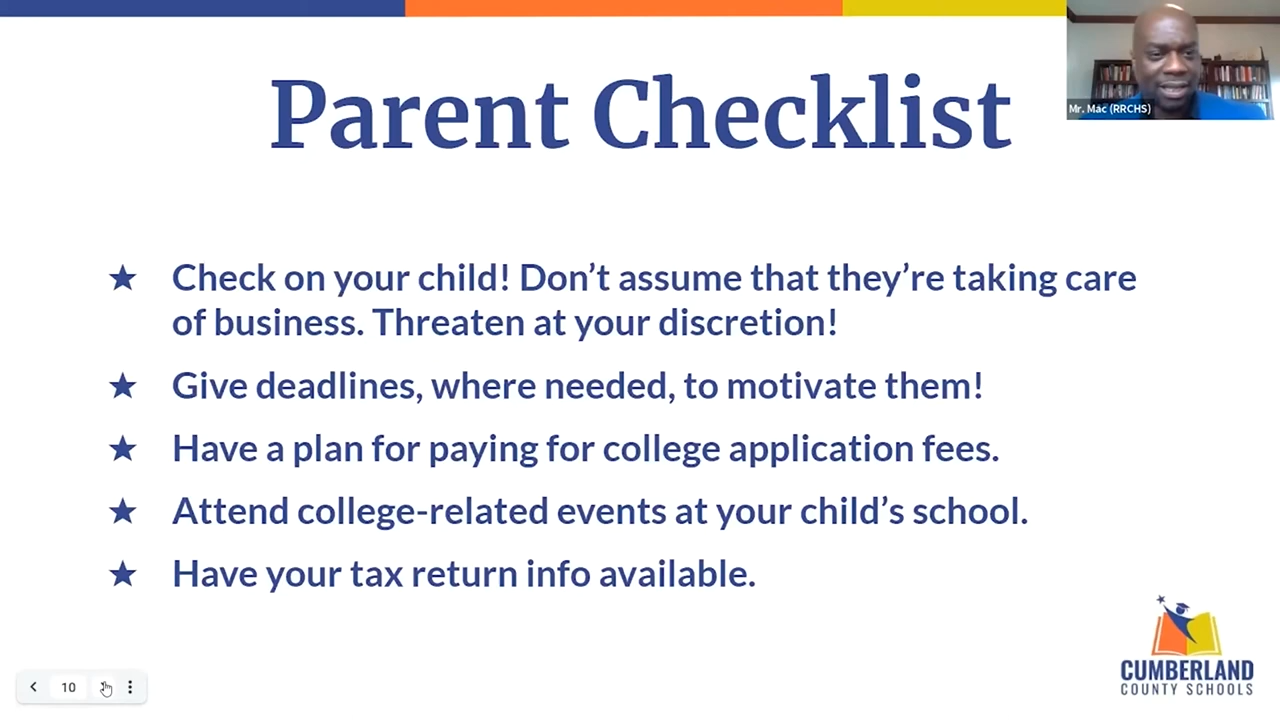 Parent Checklist
Mr. Mac (RRCHS)
★ Check on your child! Don’t assume that they’re taking care
of business. Threaten at your discretion!
★ Give deadlines, where needed, to motivate them!
★ Have a plan for paying for college application fees.
★ Attend college-related events at your child’s school.
★ Have your tax return info available.
10
CUMBERLAND
COUNTY SCHOOLS